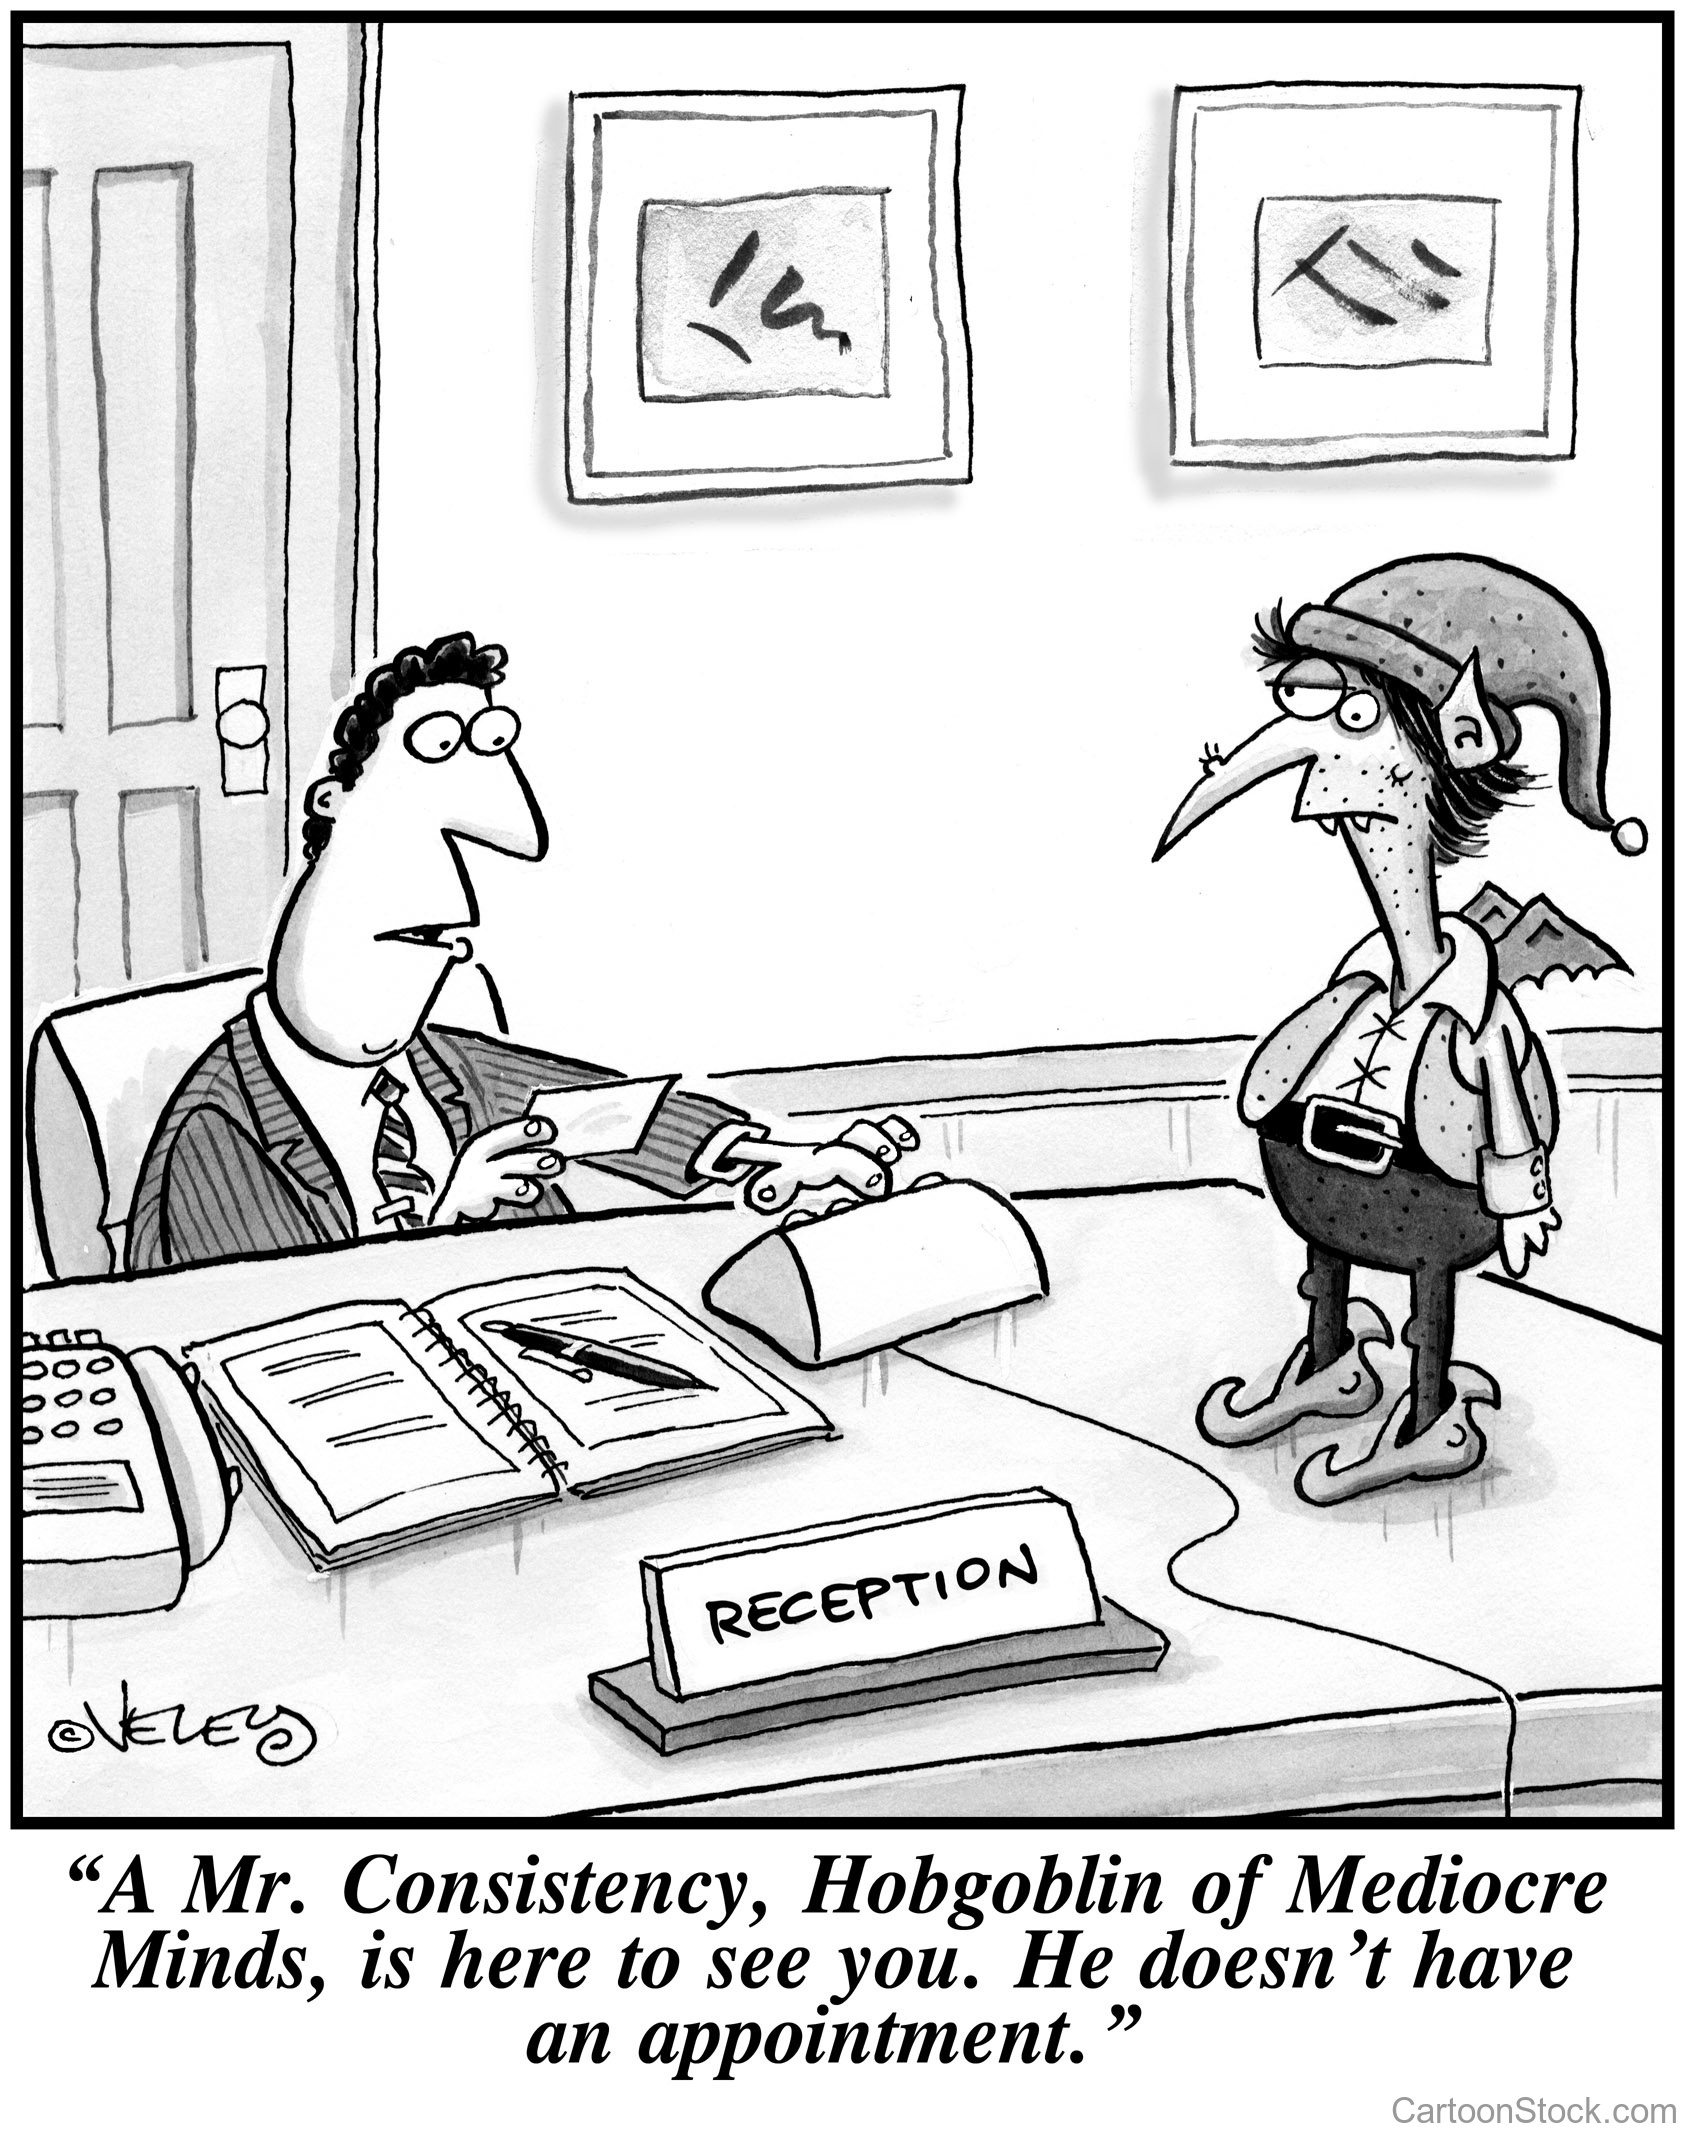 RECEPTION
©VELEY
“A Mr. Consistency, Hobgoblin of Mediocre
Minds, is here to see you. He doesn’t have
an appointment.”
CartoonStock.com